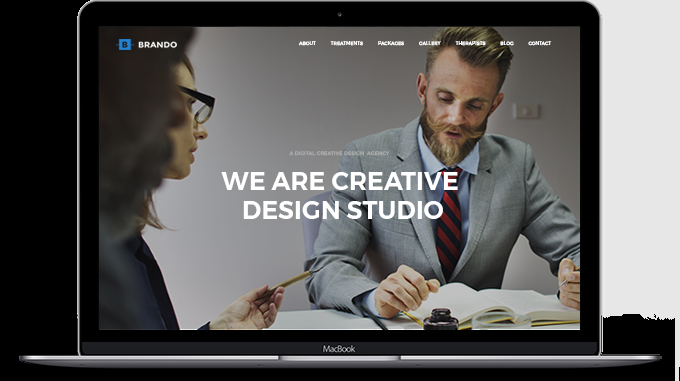 B BRANDO
ABOUT TREATMENTS PACKAGES GALLERY THERAPISTS BLOG CONTACT
A DIGITAL CREATIVE DESIGN AGENCY
WE ARE CREATIVE
DESIGN STUDIO
MacBook